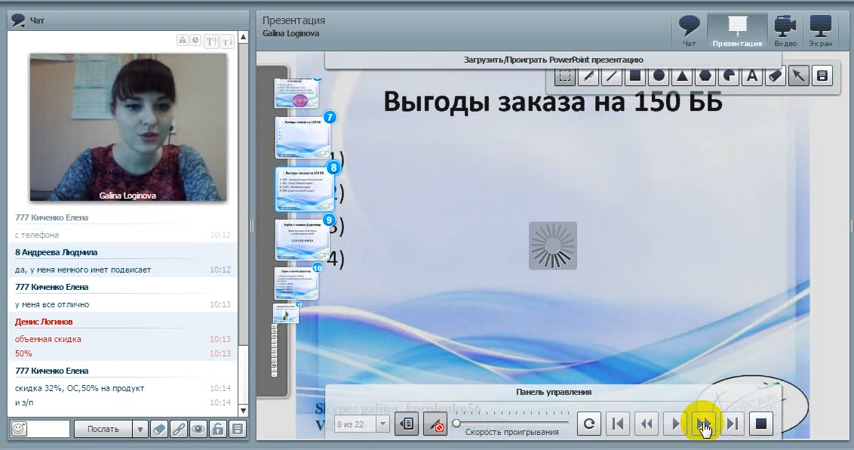 Чат
Galina Loginova
777 Киченко Елена
с телефона 10:12
8 Андреева Людмила
да, у меня немного инет подвисает 10:12
777 Киченко Елена
у меня все отлично 10:13
Денис Логинов
объемная скидка 10:13
50% 10:13
777 Киченко Елена
скидка 32%, ОС,50% на продукт 10:14
и з/п 10:14
Послать
Презентация
Galina Loginova
Чат
Презентация
Видео
Экран
Загрузить/Проиграть PowerPoint презентацию
Выгоды заказа на 150 ББ
1)
2)
3)
4)
7
8
9
10
Панель управления
8 из 22
Скорость проигрывания